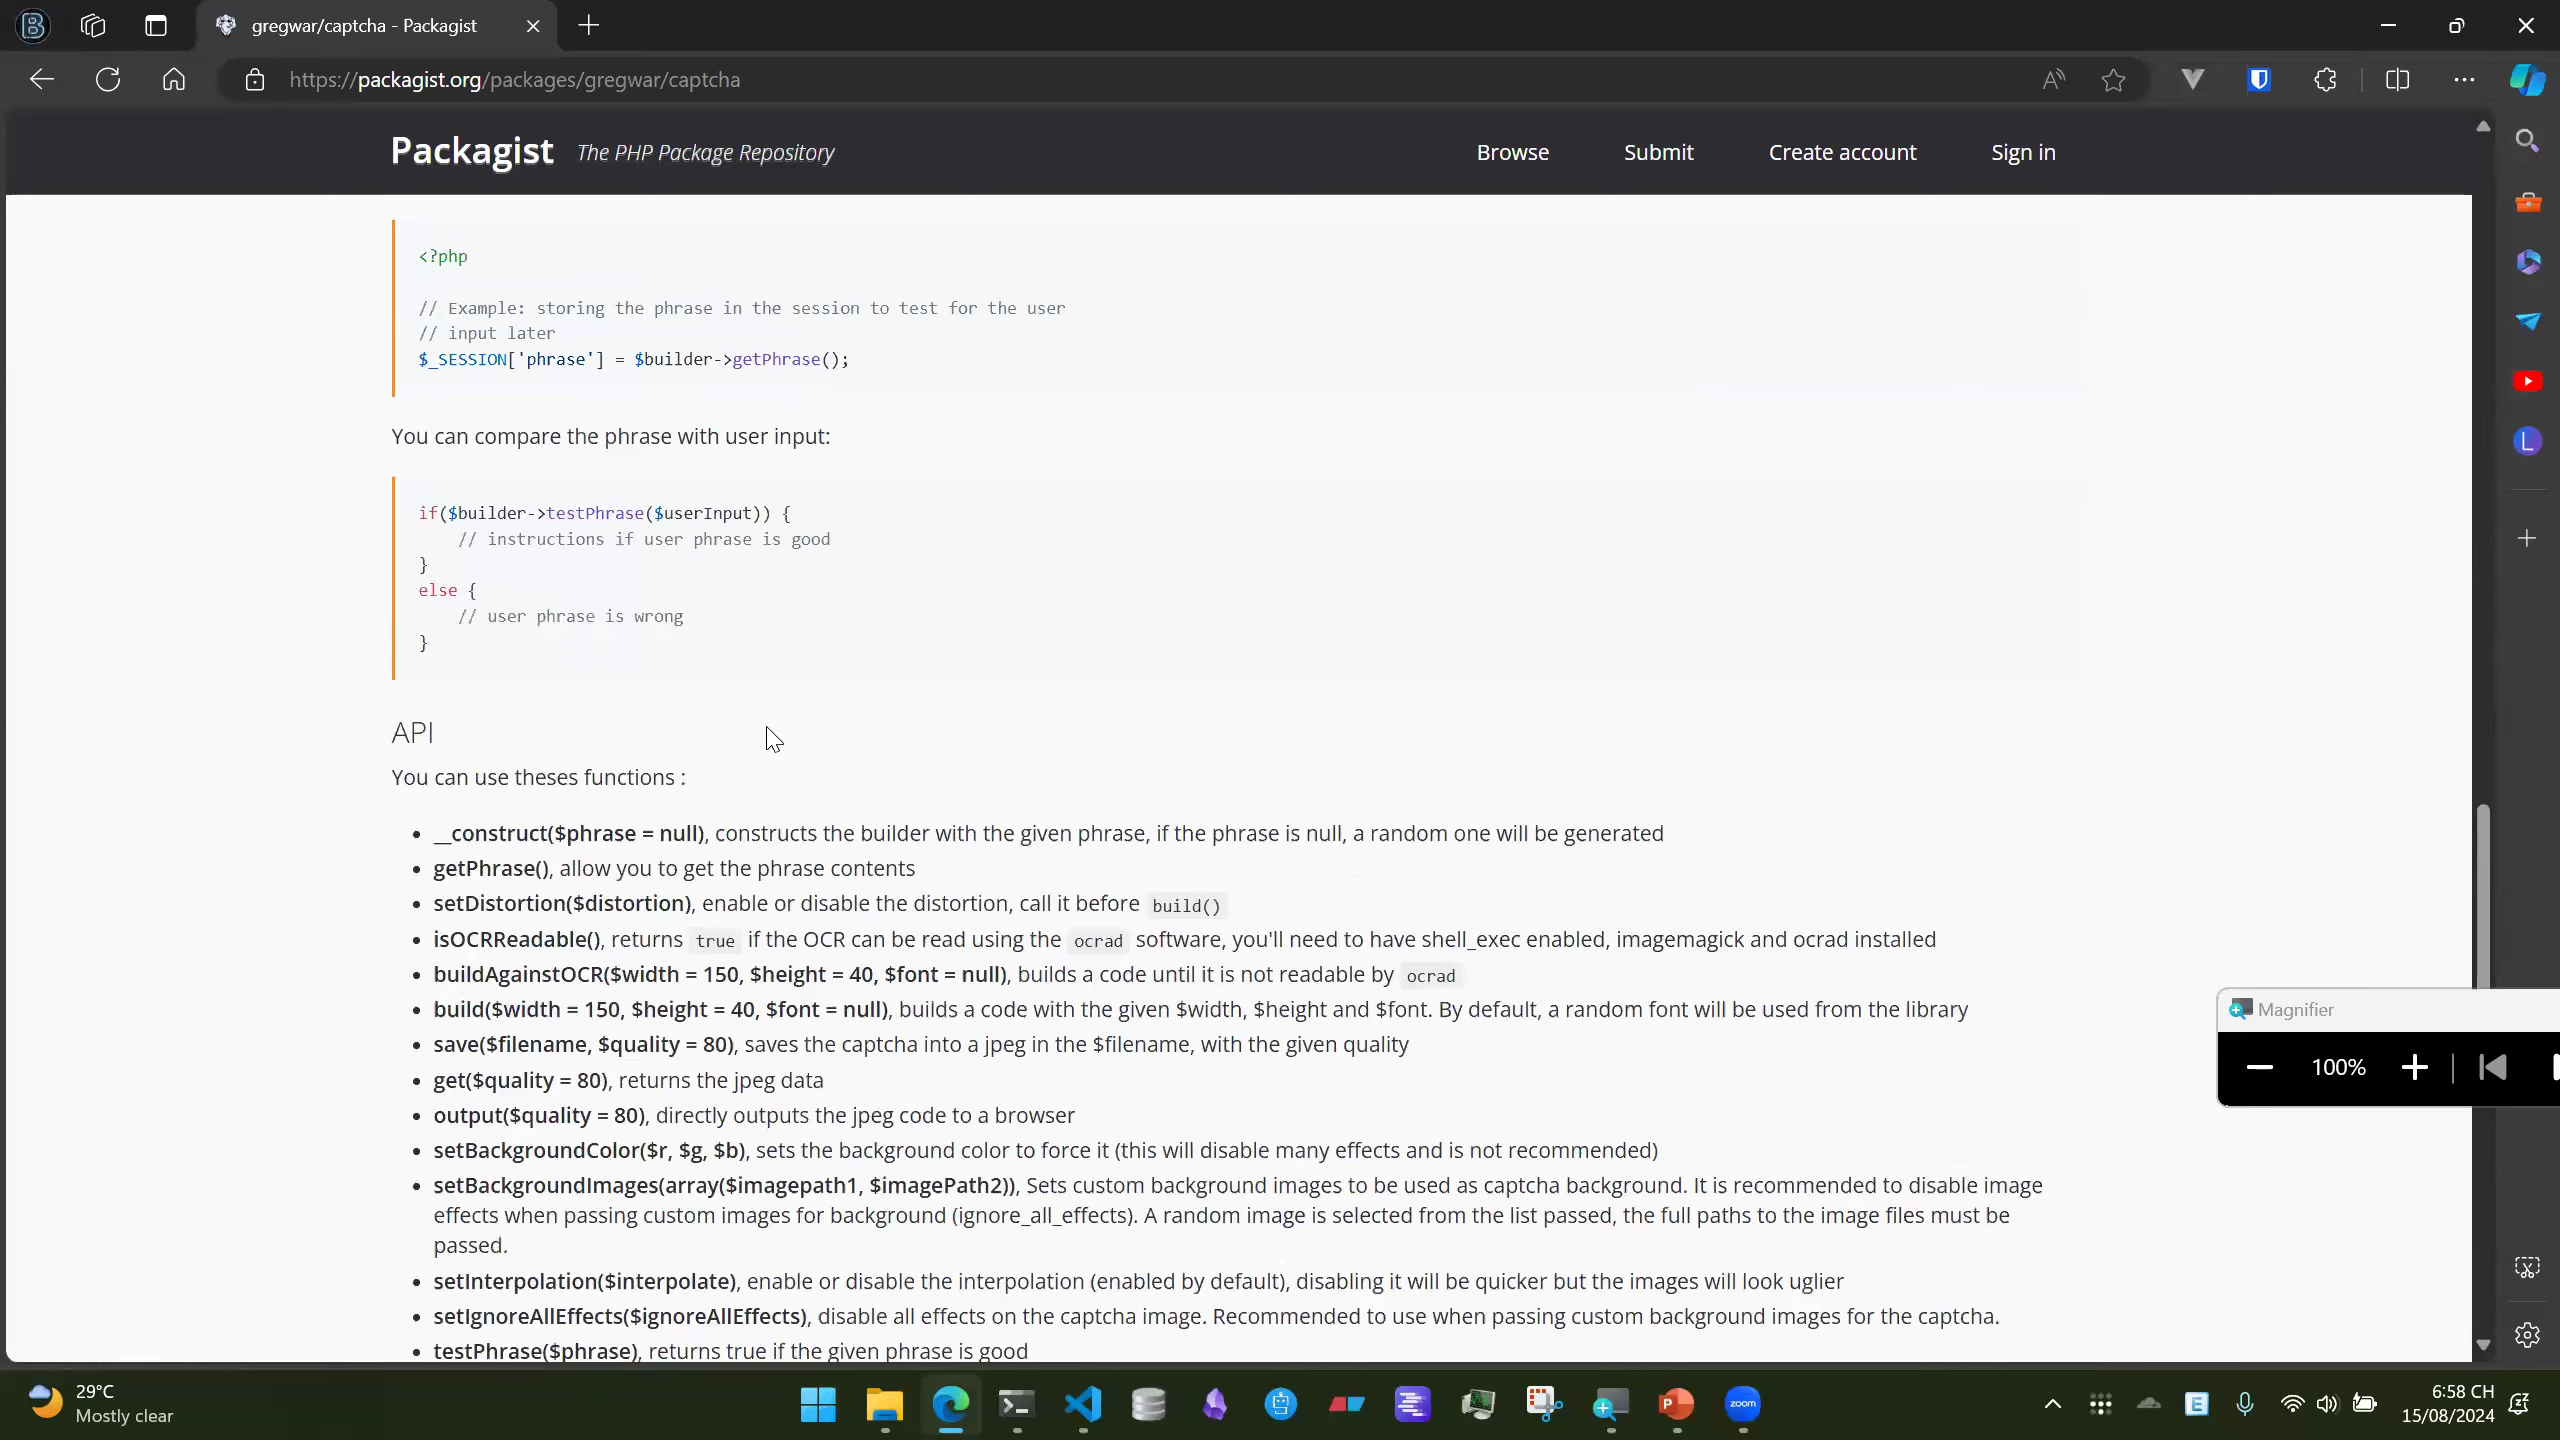 gregwar/captcha - Packagist
https://packagist.org/packages/gregwar/captcha
Packagist The PHP Package Repository
Browse Submit Create account Sign in
<?php
// Example: storing the phrase in the session to test for the user
// input later
$_SESSION['phrase'] = $builder->getPhrase();
You can compare the phrase with user input:
if($builder->testPhrase($userInput)) {
// instructions if user phrase is good
}
else {
// user phrase is wrong
}
API
You can use theses functions :
__construct($phrase = null), constructs the builder with the given phrase, if the phrase is null, a random one will be generated
getPhrase(), allow you to get the phrase contents
setDistortion($distortion), enable or disable the distortion, call it before build()
isOCRReadable(), returns true if the OCR can be read using the ocrad software, you'll need to have shell_exec enabled, imagemagick and ocrad installed
buildAgainstOCR($width = 150, $height = 40, $font = null), builds a code until it is not readable by ocrad
build($width = 150, $height = 40, $font = null), builds a code with the given $width, $height and $font. By default, a random font will be used from the library
save($filename, $quality = 80), saves the captcha into a jpeg in the $filename, with the given quality
get($quality = 80), returns the jpeg data
output($quality = 80), directly outputs the jpeg code to a browser
setBackgroundColor($r, $g, $b), sets the background color to force it (this will disable many effects and is not recommended)
setBackgroundImages(array($imagepath1, $imagePath2)), Sets custom background images to be used as captcha background. It is recommended to disable image
effects when passing custom images for background (ignore_all_effects). A random image is selected from the list passed, the full paths to the image files must be
passed.
setInterpolation($interpolate), enable or disable the interpolation (enabled by default), disabling it will be quicker but the images will look uglier
setIgnoreAllEffects($ignoreAllEffects), disable all effects on the captcha image. Recommended to use when passing custom background images for the captcha.
testPhrase($phrase), returns true if the given phrase is good
Magnifier
100%
L
29°C
Mostly clear
zoom
E
6:58 CH
15/08/2024